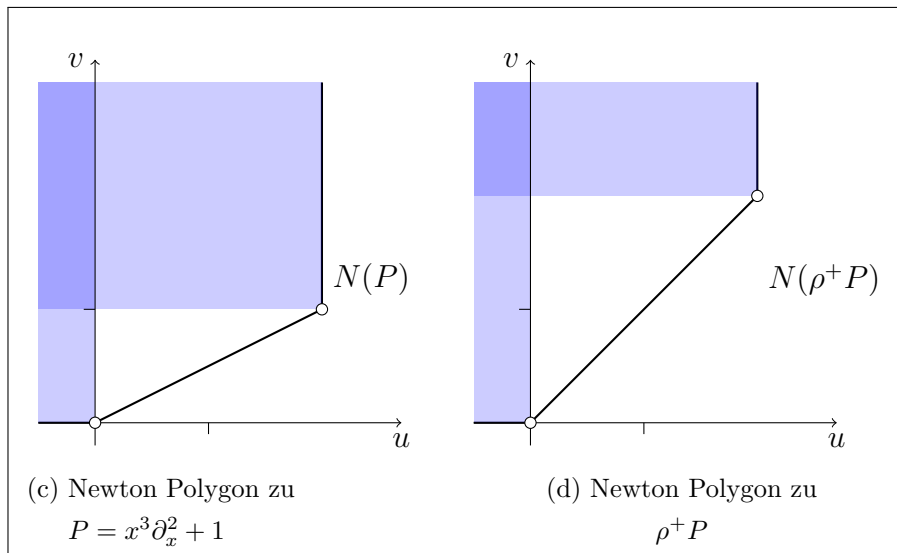 v
v
N(P)
N(ρ⁺P)
u
u
(c) Newton Polygon zu
P = x³∂ₓ² + 1
(d) Newton Polygon zu
ρ⁺P